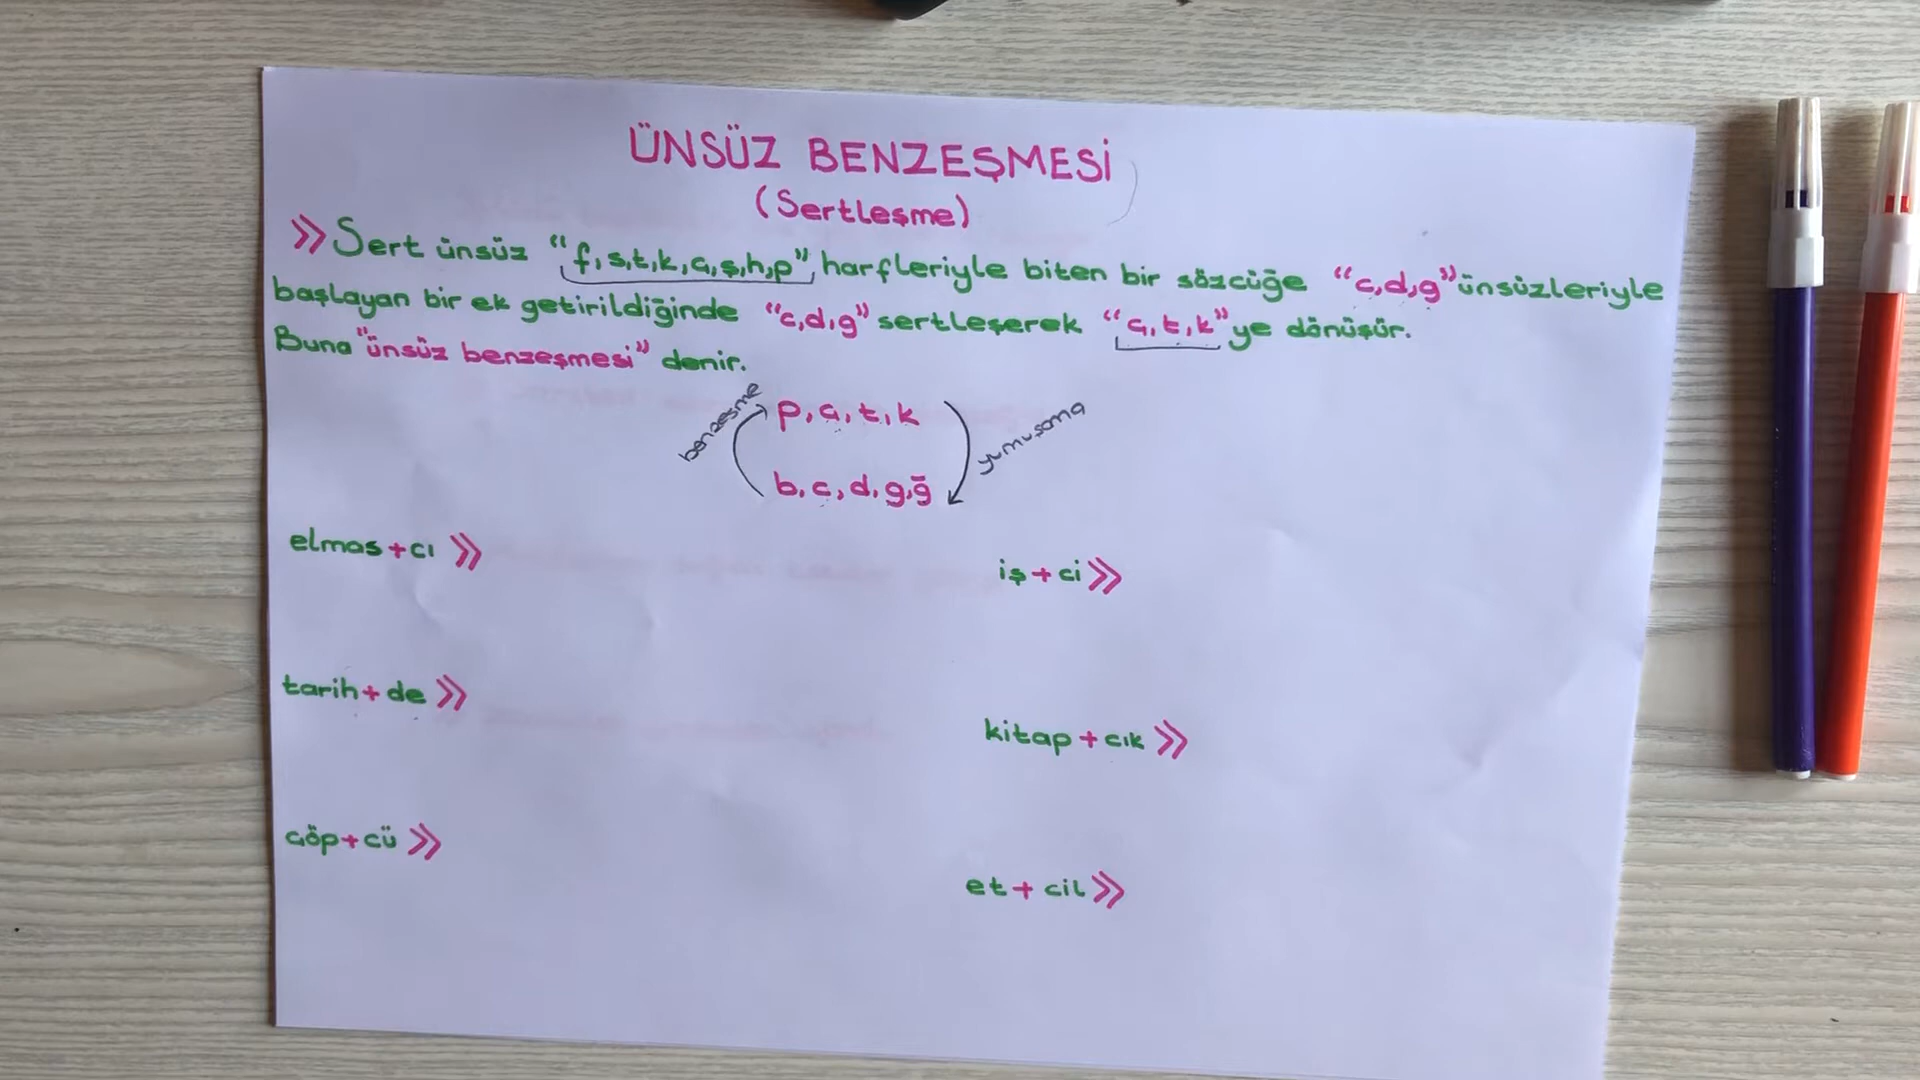 ÜNSÜZ BENZEŞMESİ
(Sertleşme)
» Sert ünsüz "f,s,t,k,ç,ş,h,p" harfleriyle biten bir sözcüğe "c,d,g" ünsüzleriyle
başlayan bir ek getirildiğinde "c,d,g" sertleşerek "ç,t,k" ye dönüşür.
Buna "ünsüz benzeşmesi" denir.
benzeşme
p,ç,t,k
yumuşama
b,c,d,g,ğ
elmas+cı »
iş+ci »
tarih+de »
kitap+cık »
çöp+cü »
et+cil »